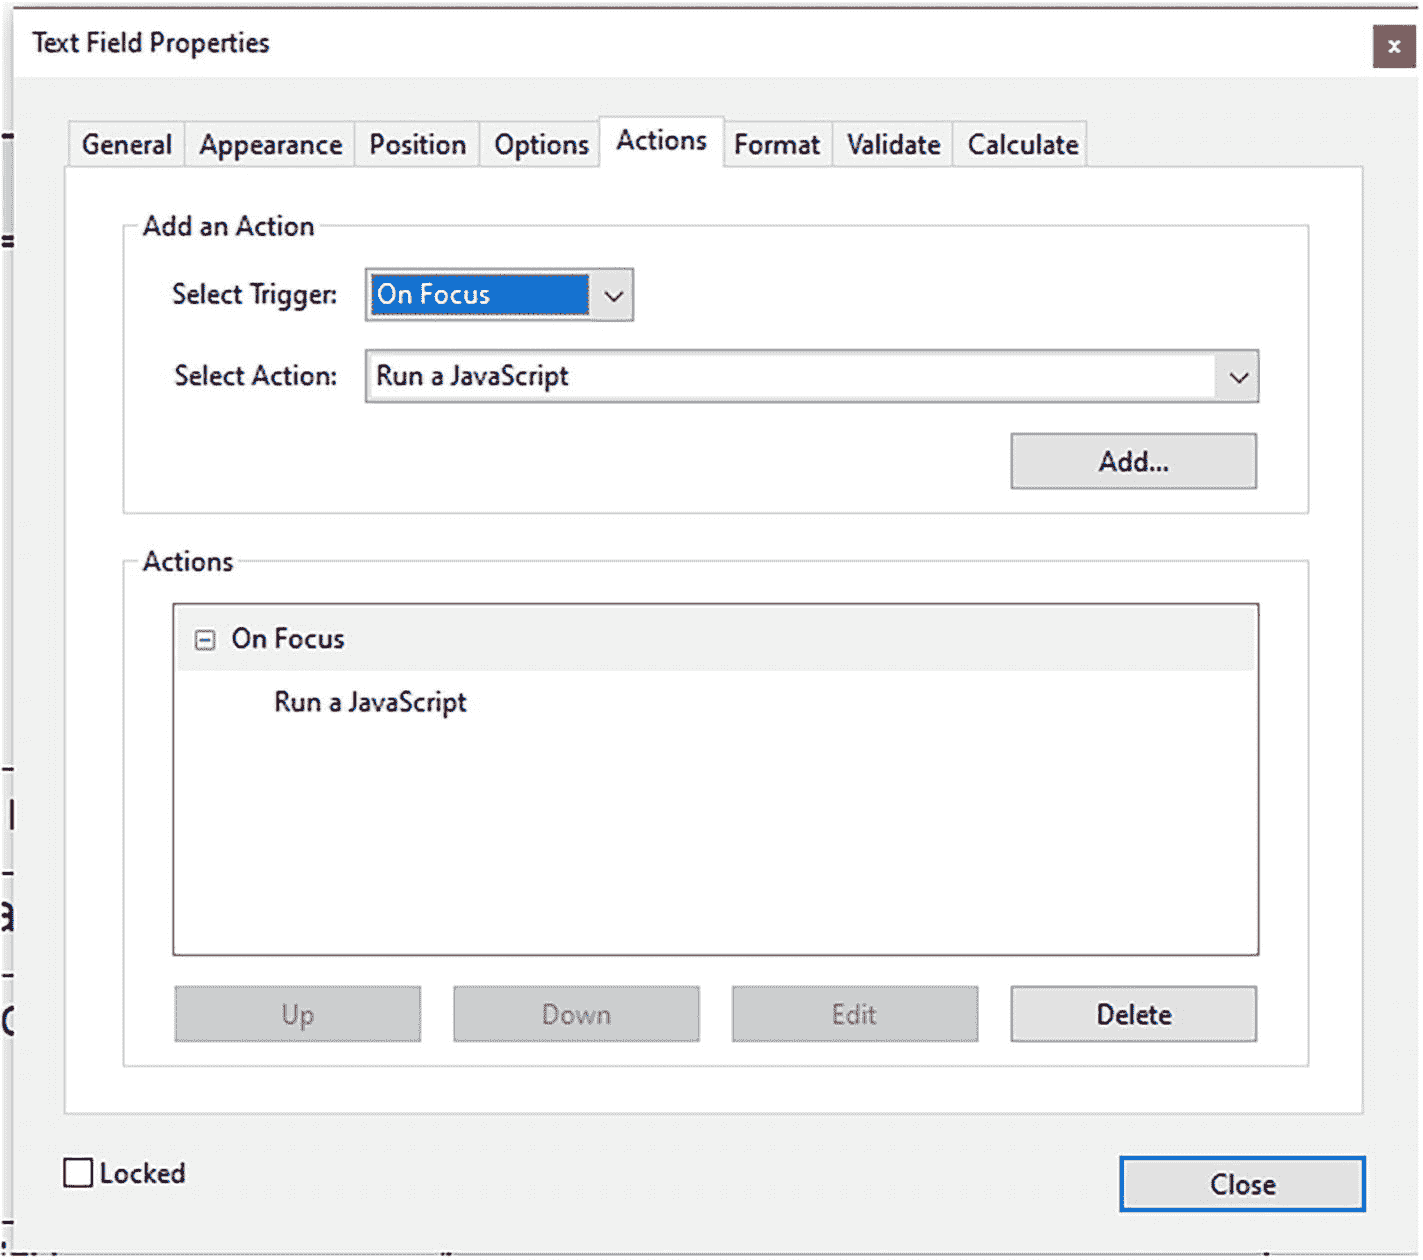 Text Field Properties
x
General Appearance Position Options Actions Format Validate Calculate
Add an Action
Select Trigger: On Focus
Select Action: Run a JavaScript
Add...
Actions
On Focus
Run a JavaScript
Up Down Edit Delete
Locked
Close